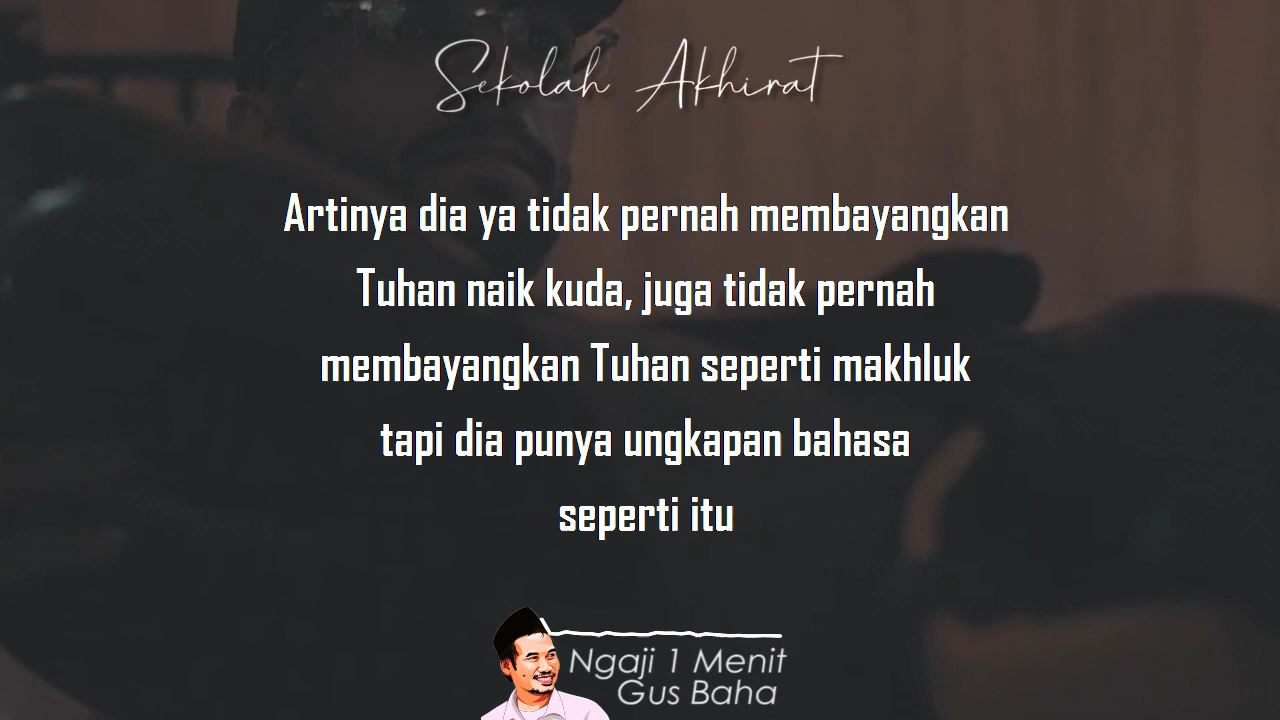 Sekolah Akhirat
Artinya dia ya tidak pernah membayangkan
Tuhan naik kuda, juga tidak pernah
membayangkan Tuhan seperti makhluk
tapi dia punya ungkapan bahasa
seperti itu
Ngaji 1 Menit
Gus Baha